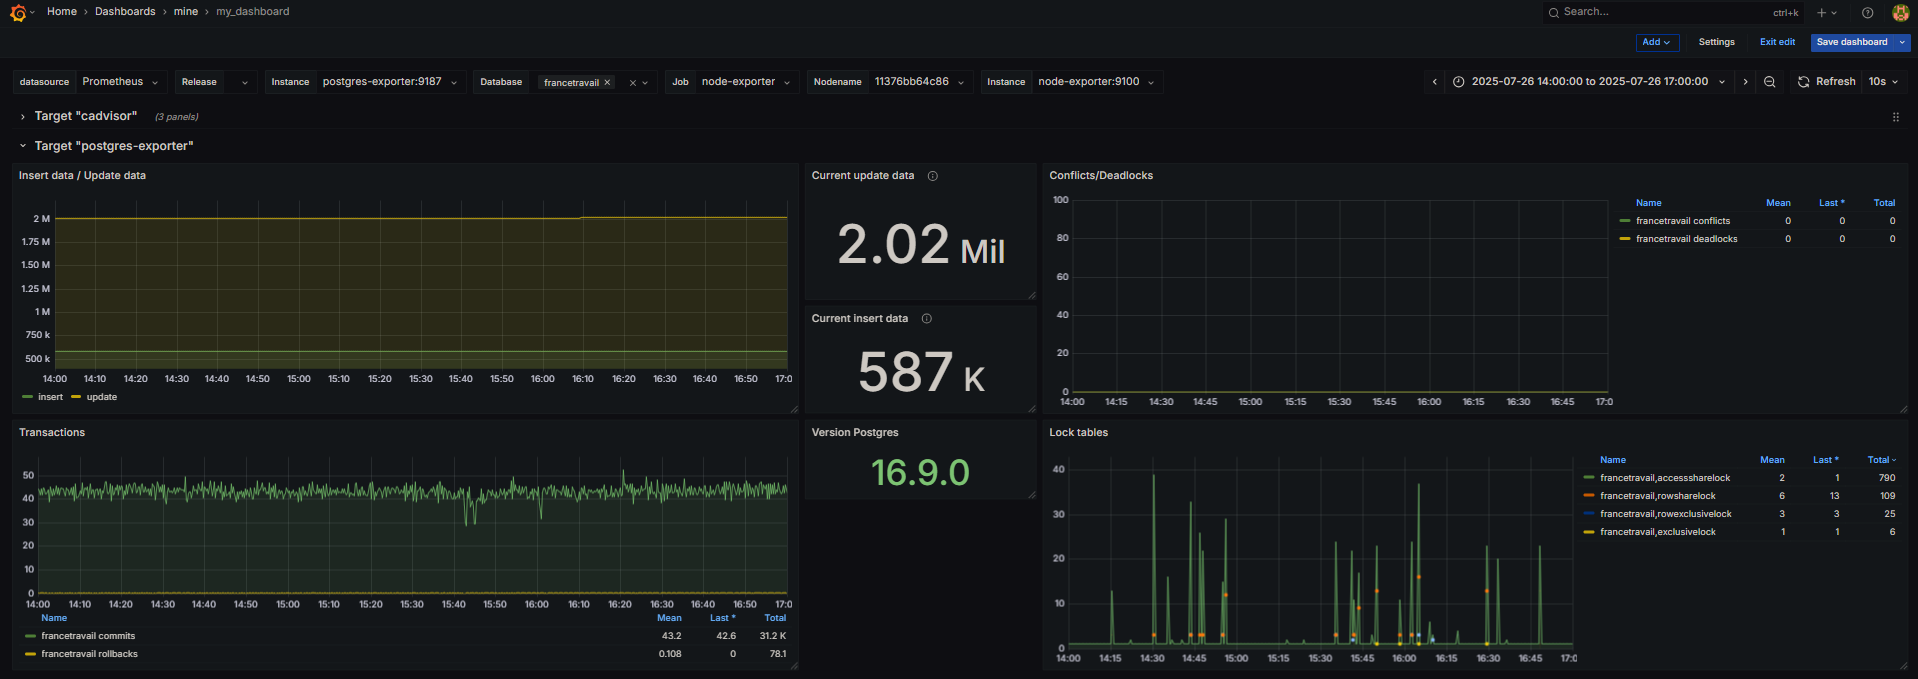 Home › Dashboards › mine › my_dashboard
Search... ctrl+k
Add Settings Exit edit Save dashboard
datasource Prometheus Release Instance postgres-exporter:9187 Database francetravail Job node-exporter Nodename 11376bb64c86 Instance node-exporter:9100 2025-07-26 14:00:00 to 2025-07-26 17:00:00 Refresh 10s
Target "cadvisor" (3 panels)
Target "postgres-exporter"
Insert data / Update data
2 M
1.75 M
1.50 M
1.25 M
1 M
750 k
500 k
14:00 14:10 14:20 14:30 14:40 14:50 15:00 15:10 15:20 15:30 15:40 15:50 16:00 16:10 16:20 16:30 16:40 16:50 17:0
insert update
Current update data
2.02 Mil
Current insert data
587 K
Conflicts/Deadlocks
100
80
60
40
20
0
14:00 14:15 14:30 14:45 15:00 15:15 15:30 15:45 16:00 16:15 16:30 16:45 17:0
Name Mean Last * Total
francetravail conflicts 0 0 0
francetravail deadlocks 0 0 0
Transactions
50
40
30
20
10
0
14:00 14:10 14:20 14:30 14:40 14:50 15:00 15:10 15:20 15:30 15:40 15:50 16:00 16:10 16:20 16:30 16:40 16:50 17:0
Name Mean Last * Total
francetravail commits 43.2 42.6 31.2 K
francetravail rollbacks 0.108 0 78.1
Version Postgres
16.9.0
Lock tables
40
30
20
10
0
14:00 14:15 14:30 14:45 15:00 15:15 15:30 15:45 16:00 16:15 16:30 16:45 17:0
Name Mean Last * Total
francetravail,accesssharelock 2 1 790
francetravail,rowsharelock 6 13 109
francetravail,rowexclusivelock 3 3 25
francetravail,exclusivelock 1 1 6